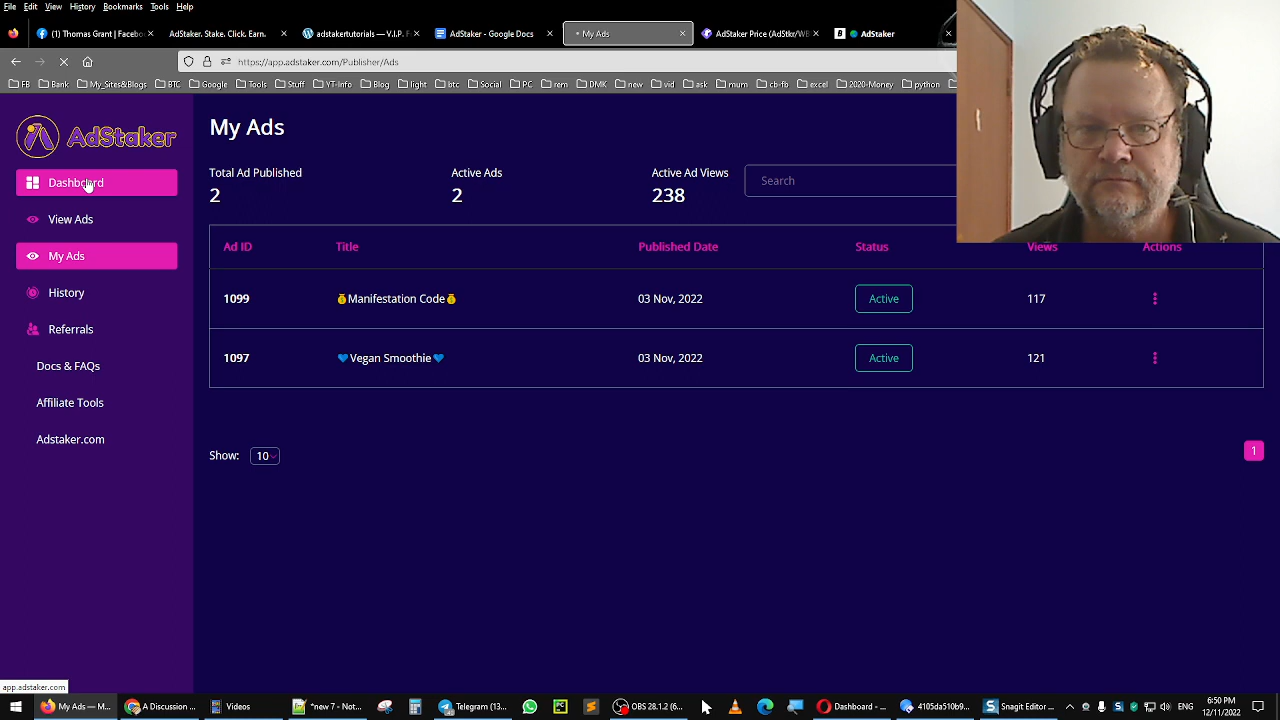 File Edit View History Bookmarks Tools Help
(1) Thomas Grant | Facebo
AdStaker. Stake. Click. Earn.
adstakertutorials — V.I.P. F
AdStaker - Google Docs
My Ads
AdStaker Price (AdStkr/WB
AdStaker
https://app.adstaker.com/Publisher/Ads
FB Bank My_Sites&Blogs BTC Google Tools Stuff YT-Info Blog light btc Social PC rem DMK new vid ask mum cb-fb exc 2020-Money python
AdStaker
Dashboard
View Ads
My Ads
History
Referrals
Docs & FAQs
Affiliate Tools
Adstaker.com
My Ads
Total Ad Published Active Ads Active Ad Views
2 2 238
Search
Ad ID Title Published Date Status Views Actions
1099 💰Manifestation Code💰 03 Nov, 2022 Active 117
1097 💙Vegan Smoothie💙 03 Nov, 2022 Active 121
Show: 10
1
app.adstaker.com
My Ads — M... A Discussion ... Videos *new 7 - Not... Telegram (13... OBS 28.1.2 (6... Dashboard - ... 4105da510b9... Snagit Editor ... ENG 6:50 PM
12/11/2022